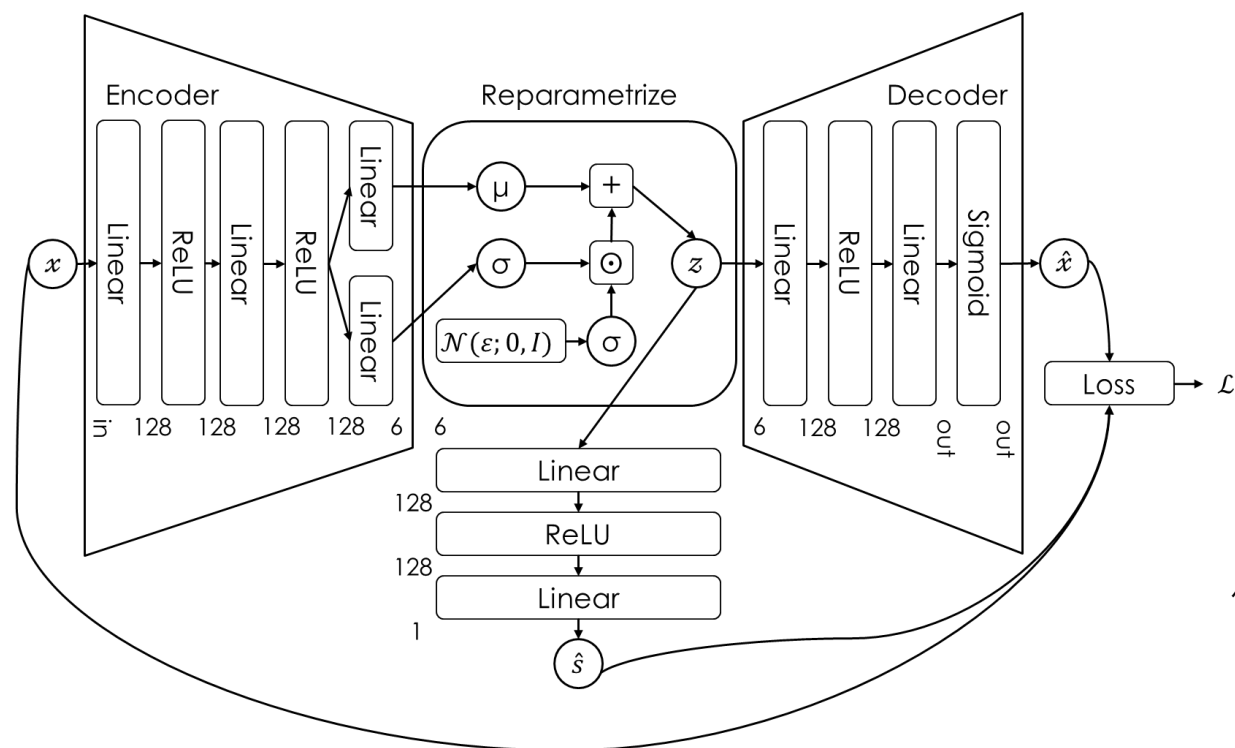 Encoder
Reparametrize
Decoder
Linear
ReLU
Linear
ReLU
Linear
Linear
x
μ
+
σ
⊙
z
𝒩(ε; 0, I)
σ
Linear
ReLU
Linear
Sigmoid
x̂
Loss
ℒ
in
128
128
128
128
6
6
6
128
128
out
out
Linear
128
ReLU
128
Linear
1
ŝ